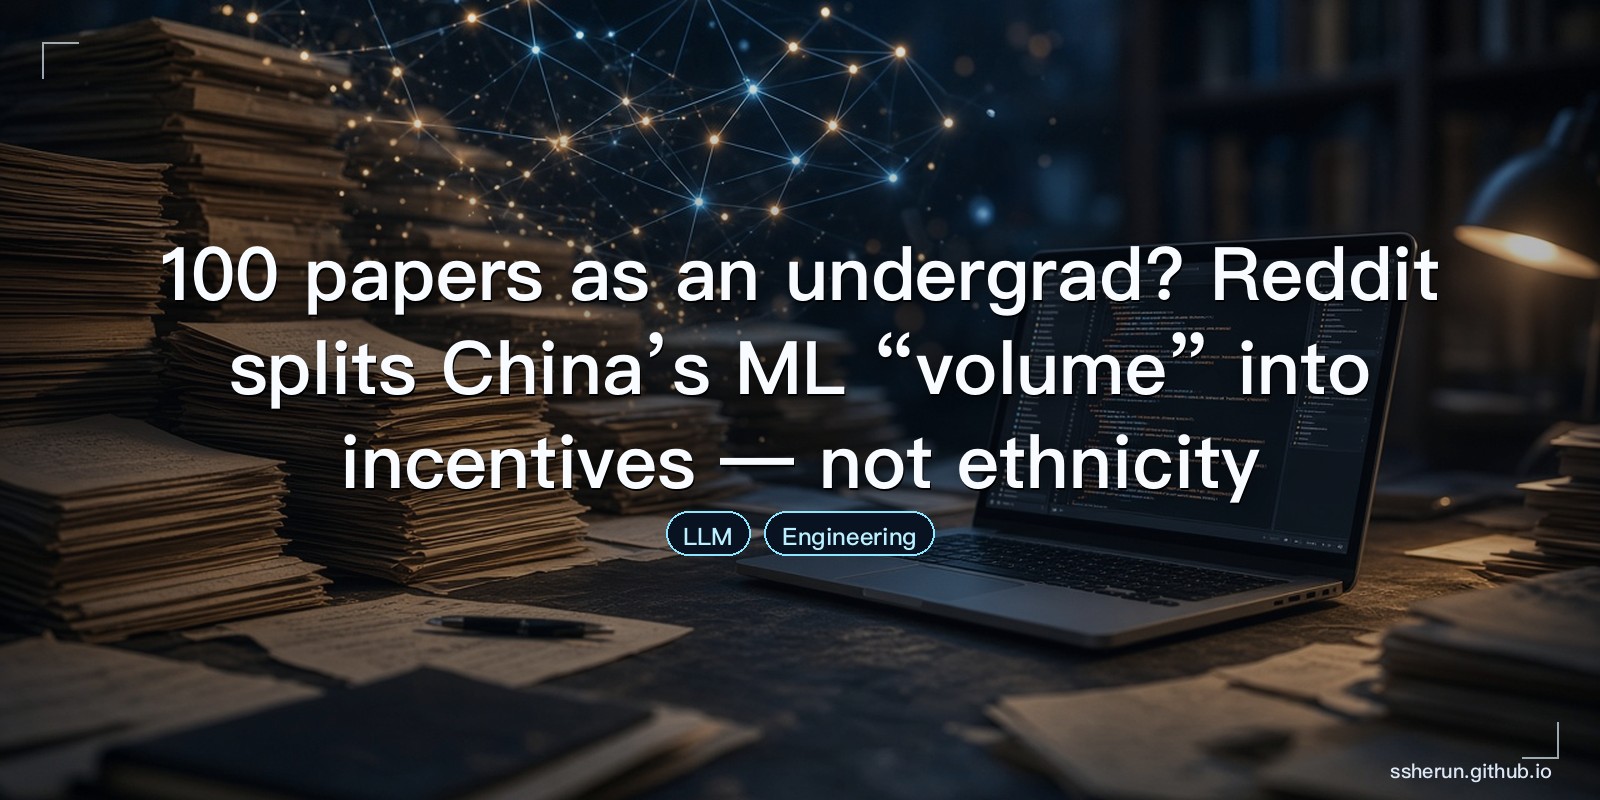 100 papers as an undergrad? Reddit
splits China’s ML “volume” into
incentives — not ethnicity
LLM
Engineering
ssherun.github.io